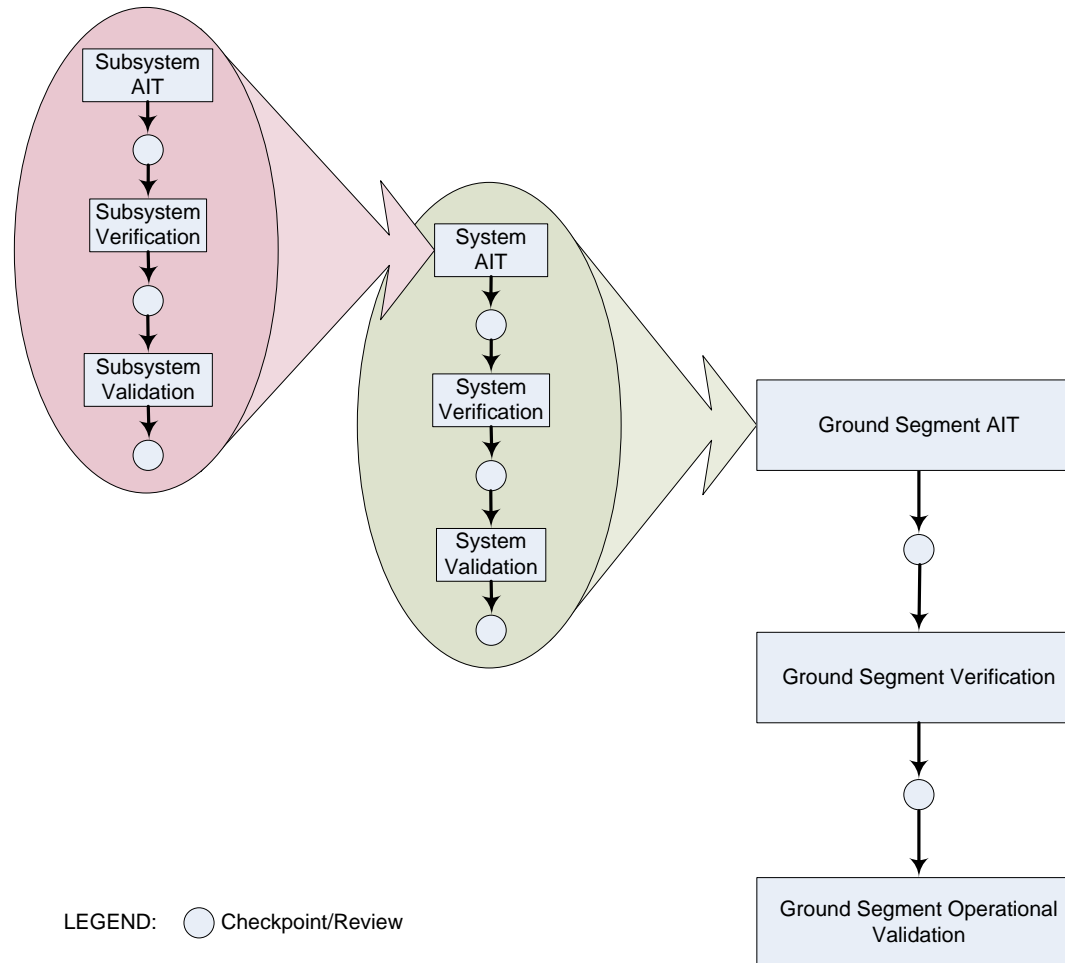 Subsystem
AIT
Subsystem
Verification
Subsystem
Validation
System
AIT
System
Verification
System
Validation
Ground Segment AIT
Ground Segment Verification
Ground Segment Operational
Validation
LEGEND:
Checkpoint/Review